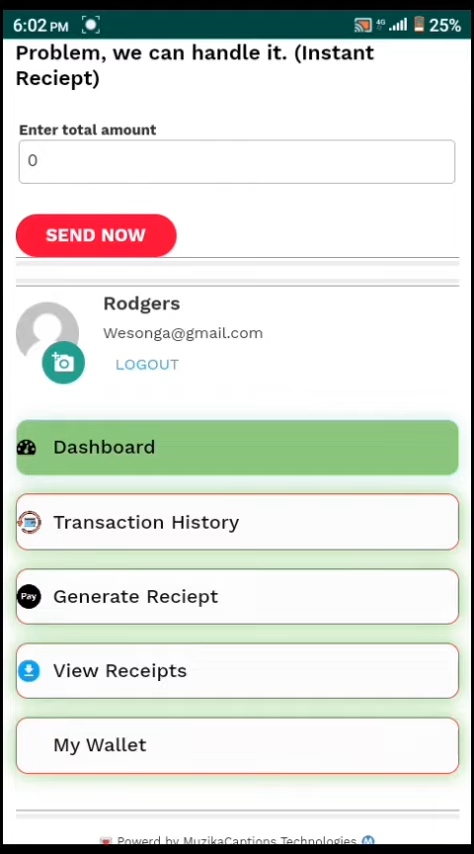 6:02 PM
4G
25%
Problem, we can handle it. (Instant
Reciept)
Enter total amount
0
SEND NOW
Rodgers
Wesonga@gmail.com
LOGOUT
Dashboard
Transaction History
Pay Generate Reciept
View Receipts
My Wallet
Powerd by MuzikaCaptions Technologies